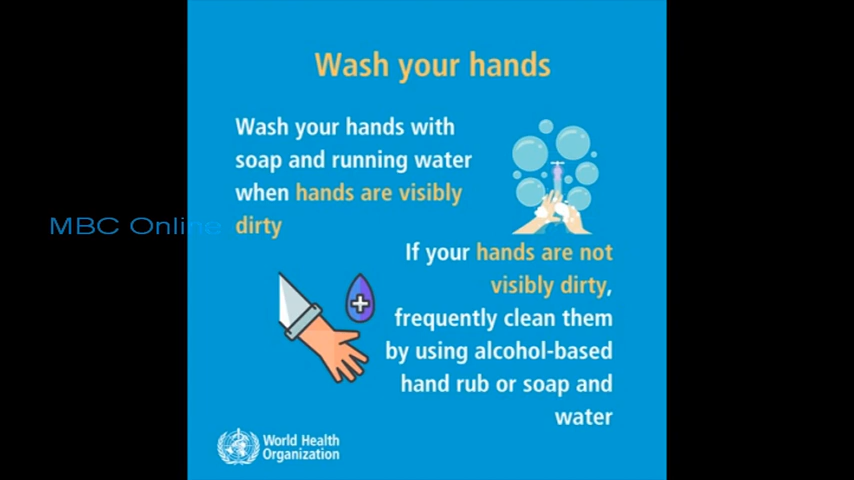 Wash your hands
Wash your hands with
soap and running water
when hands are visibly
dirty
MBC Online
If your hands are not
visibly dirty,
frequently clean them
by using alcohol-based
hand rub or soap and
water
World Health
Organization